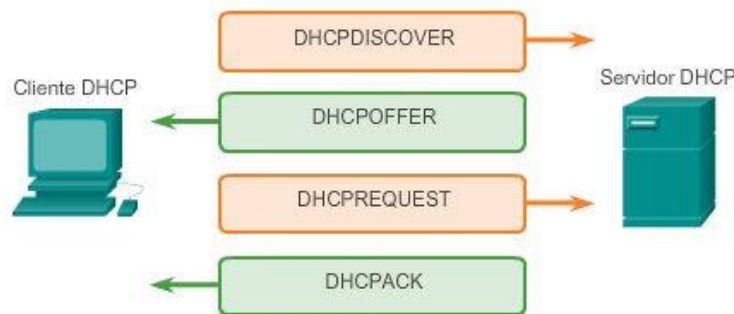 DHCPDISCOVER
Cliente DHCP
Servidor DHCP
DHCPOFFER
DHCPREQUEST
DHCPACK